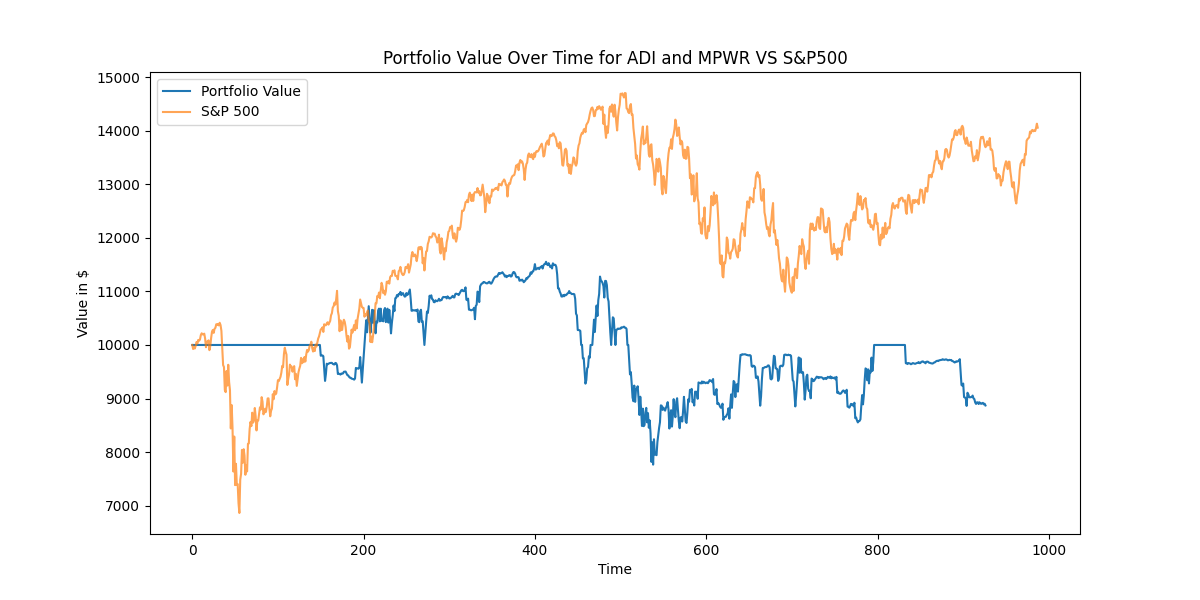 Portfolio Value Over Time for ADI and MPWR VS S&P500
Portfolio Value
S&P 500
Value in $
15000
14000
13000
12000
11000
10000
9000
8000
7000
0 200 400 600 800 1000
Time